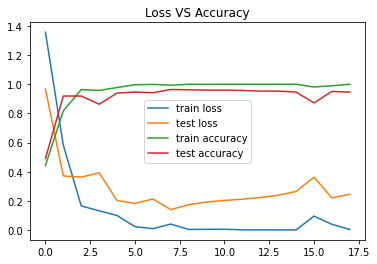 Loss VS Accuracy
1.4
1.2
1.0
0.8
0.6
0.4
0.2
0.0
train loss
test loss
train accuracy
test accuracy
0.0 2.5 5.0 7.5 10.0 12.5 15.0 17.5